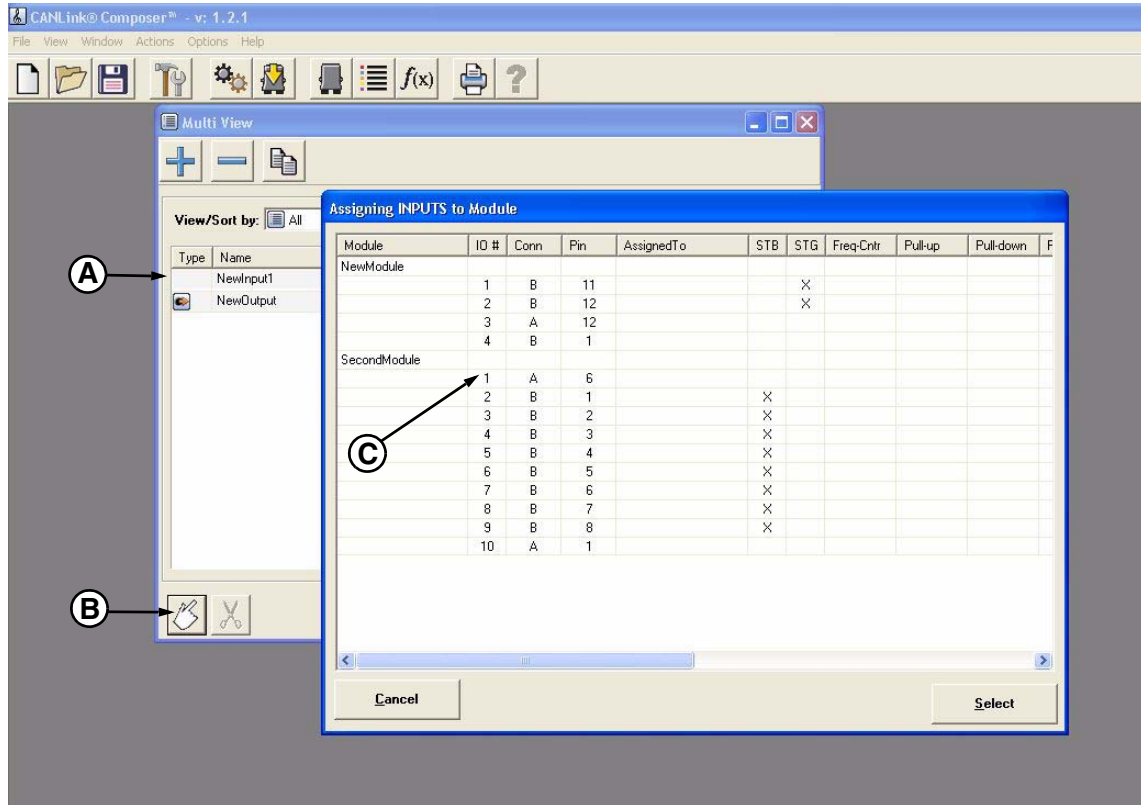 CANLink® Composer™ - v: 1.2.1
File View Window Actions Options Help
f(x)
?
Multi View
View/Sort by: All
Type Name
A
NewInput1
NewOutput
Assigning INPUTS to Module
Module IO # Conn Pin AssignedTo STB STG Freq-Cntr Pull-up Pull-down F
NewModule
1 B 11 X
2 B 12 X
3 A 12
4 B 1
SecondModule
1 A 6
2 B 1 X
3 B 2 X
4 B 3 X
C
5 B 4 X
6 B 5 X
7 B 6 X
8 B 7 X
9 B 8 X
10 A 1
B
Cancel Select